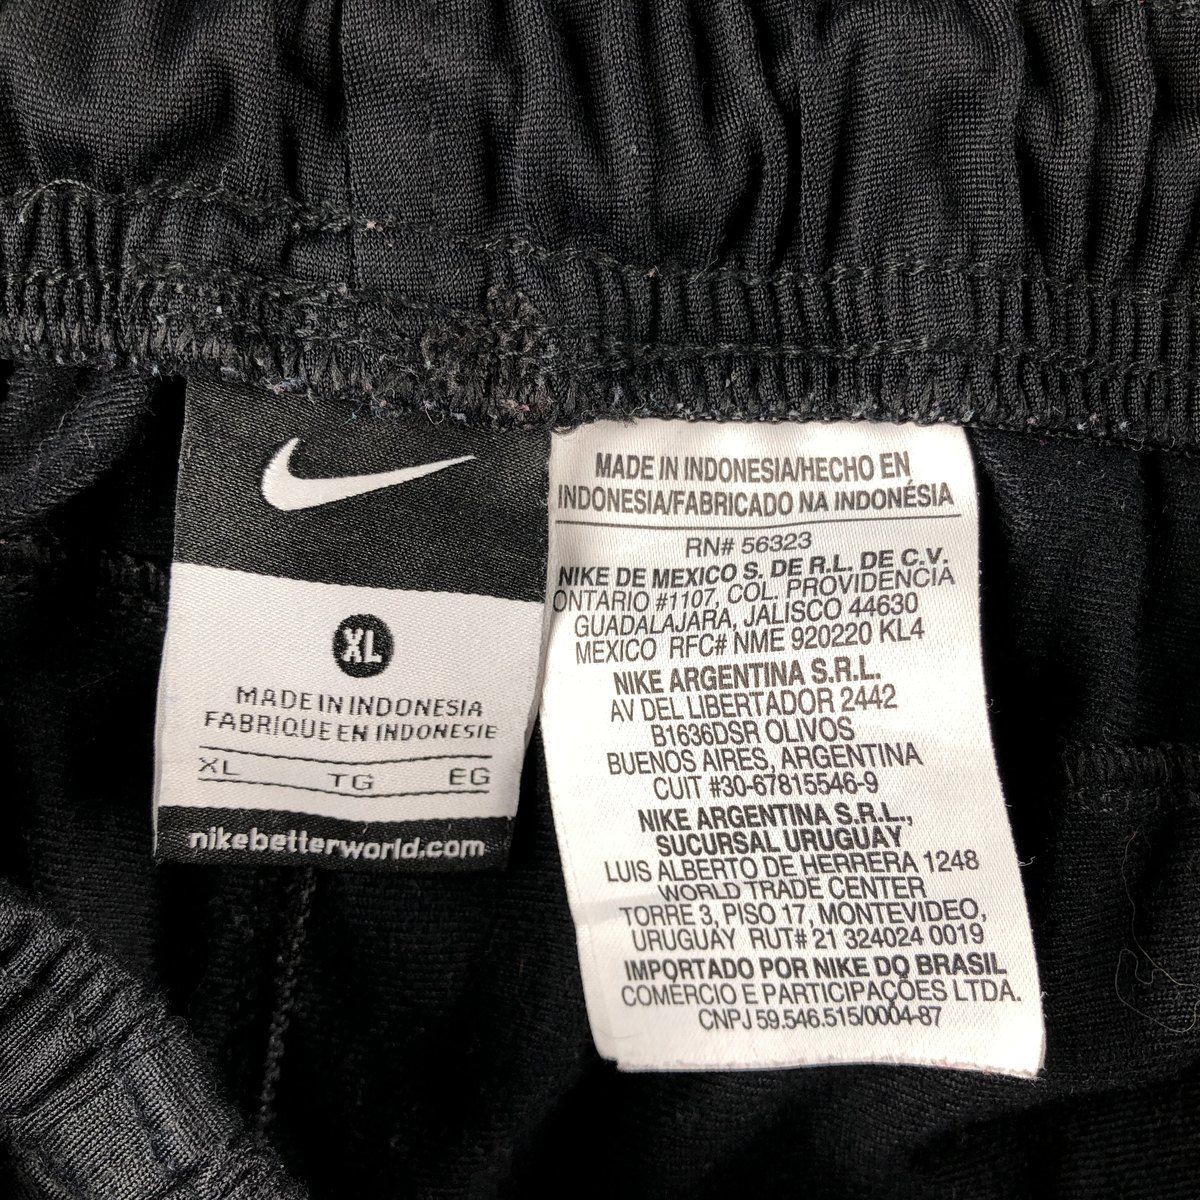 XL
MADE IN INDONESIA
FABRIQUE EN INDONESIE
XL TG EG
nikebetterworld.com
MADE IN INDONESIA/HECHO EN
INDONESIA/FABRICADO NA INDONÉSIA
RN# 56323
NIKE DE MEXICO S. DE R.L. DE C.V.
ONTARIO #1107, COL. PROVIDENCIA
GUADALAJARA, JALISCO 44630
MEXICO RFC# NME 920220 KL4
NIKE ARGENTINA S.R.L.
AV DEL LIBERTADOR 2442
B1636DSR OLIVOS
BUENOS AIRES, ARGENTINA
CUIT #30-67815546-9
NIKE ARGENTINA S.R.L.,
SUCURSAL URUGUAY
LUIS ALBERTO DE HERRERA 1248
WORLD TRADE CENTER
TORRE 3, PISO 17, MONTEVIDEO,
URUGUAY RUT# 21 324024 0019
IMPORTADO POR NIKE DO BRASIL
COMÉRCIO E PARTICIPAÇÕES LTDA.
CNPJ 59.546.515/0004-87